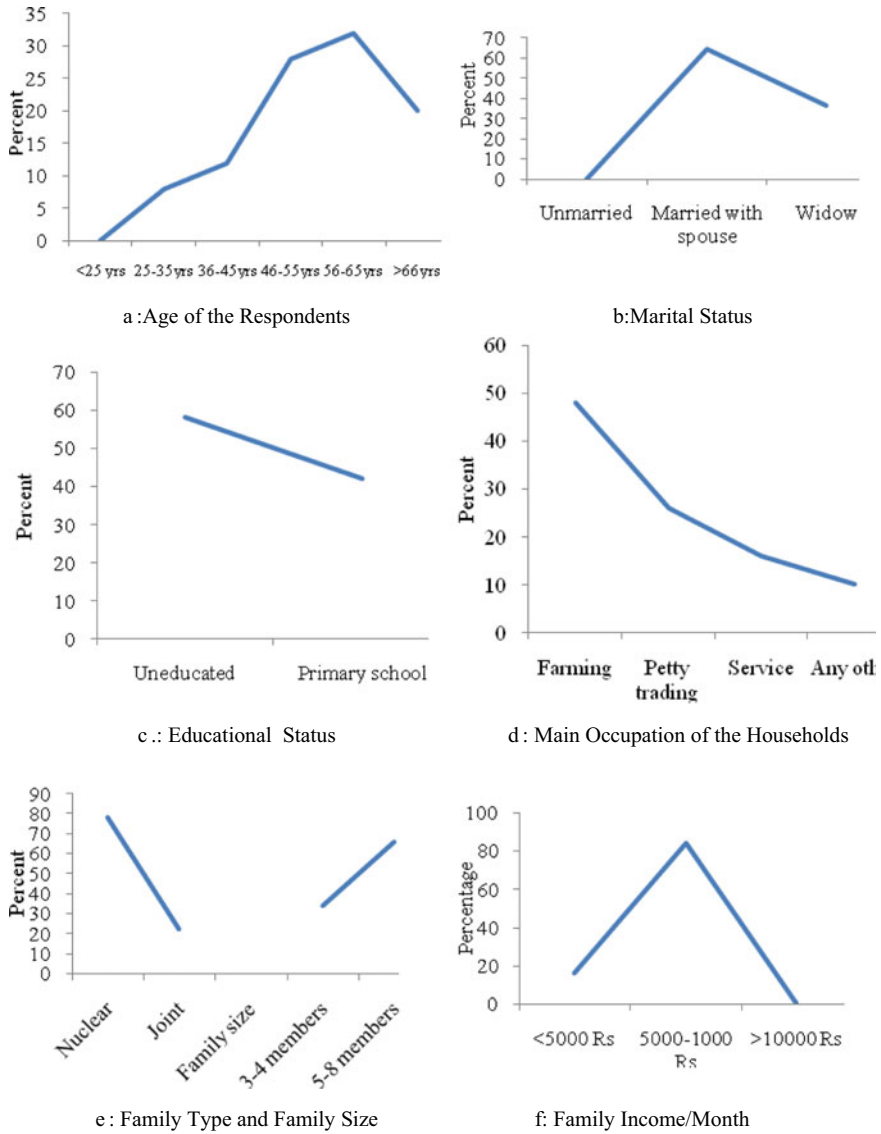 35
30
25
20
15
10
5
0
Percent
<25 yrs 25-35yrs 36-45yrs 46-55yrs 56-65yrs >66yrs
a :Age of the Respondents
70
60
50
40
30
20
10
0
Percent
Unmarried Married with Widow
spouse
b:Marital Status
70
60
50
40
30
20
10
0
Percent
Uneducated Primary school
c .: Educational Status
60
50
40
30
20
10
0
Percent
Farming Petty Service Any oth
trading
d : Main Occupation of the Households
90
80
70
60
50
40
30
20
10
0
Percent
Nuclear
Joint
Family size
3-4 members
5-8 members
e : Family Type and Family Size
100
80
60
40
20
0
Percentage
<5000 Rs 5000-1000 >10000 Rs
Rs
f: Family Income/Month